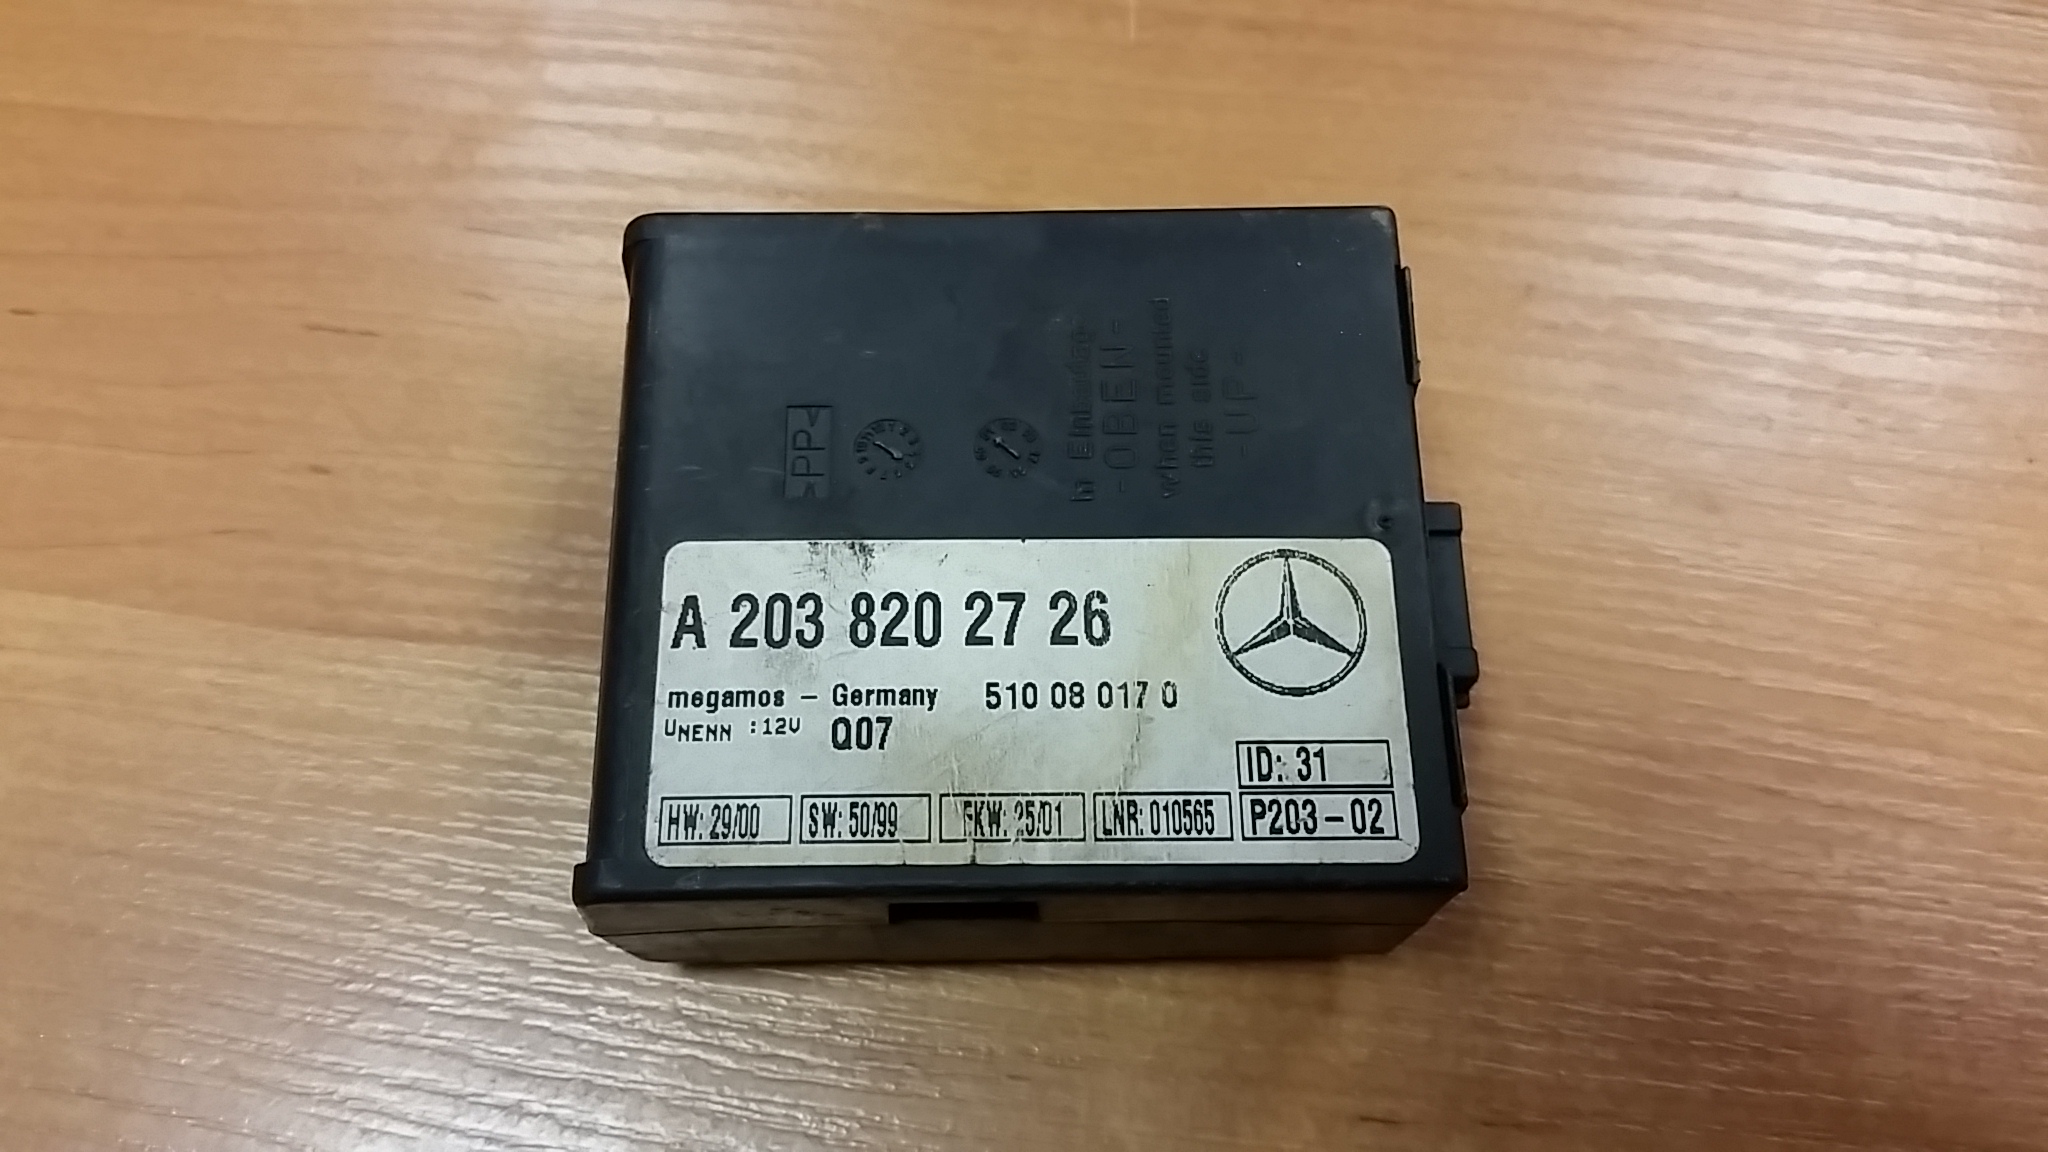 in Einbaulage
-OBEN-
when mounted
this side
-UP-
>PP<
A 203 820 27 26
megamos - Germany 510 08 017 0
UNENN :12V Q07
ID: 31
HW: 29/00 SW: 50/99 FKW: 25/01 LNR: 010565 P203-02